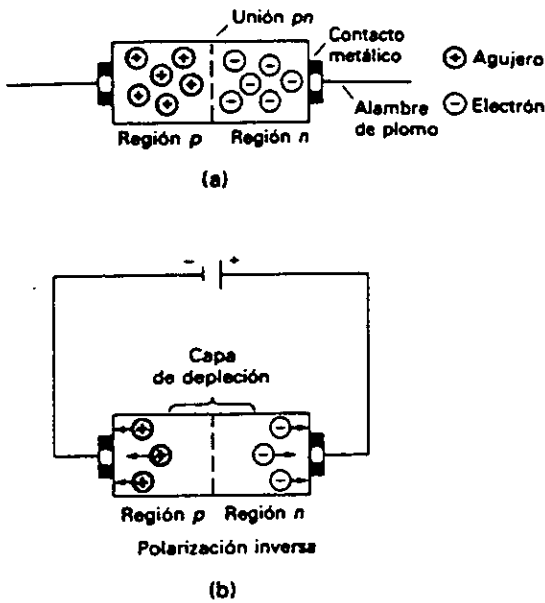 Unión pn
Contacto
metálico
Agujero
Alambre
de plomo
Electrón
Región p Región n
(a)
- +
Capa
de depleción
Región p Región n
Polarización inversa
(b)